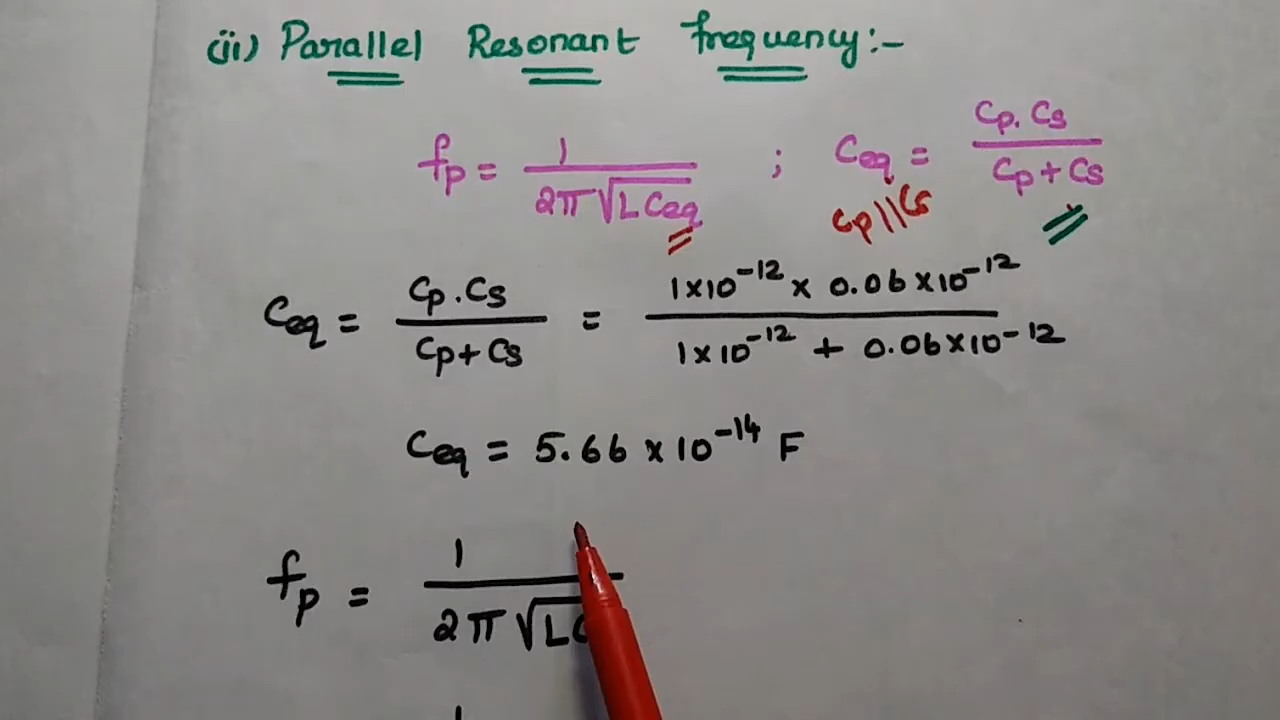 (ii) Parallel Resonant frequency:-
fp = 1 / 2π√LCeq ; Ceq = Cp.Cs / Cp+Cs
Cp||Cs
Ceq = Cp.Cs / Cp+Cs = 1×10^-12 × 0.06×10^-12 / 1×10^-12 + 0.06×10^-12
Ceq = 5.66×10^-14 F
fp = 1 / 2π√LC
1